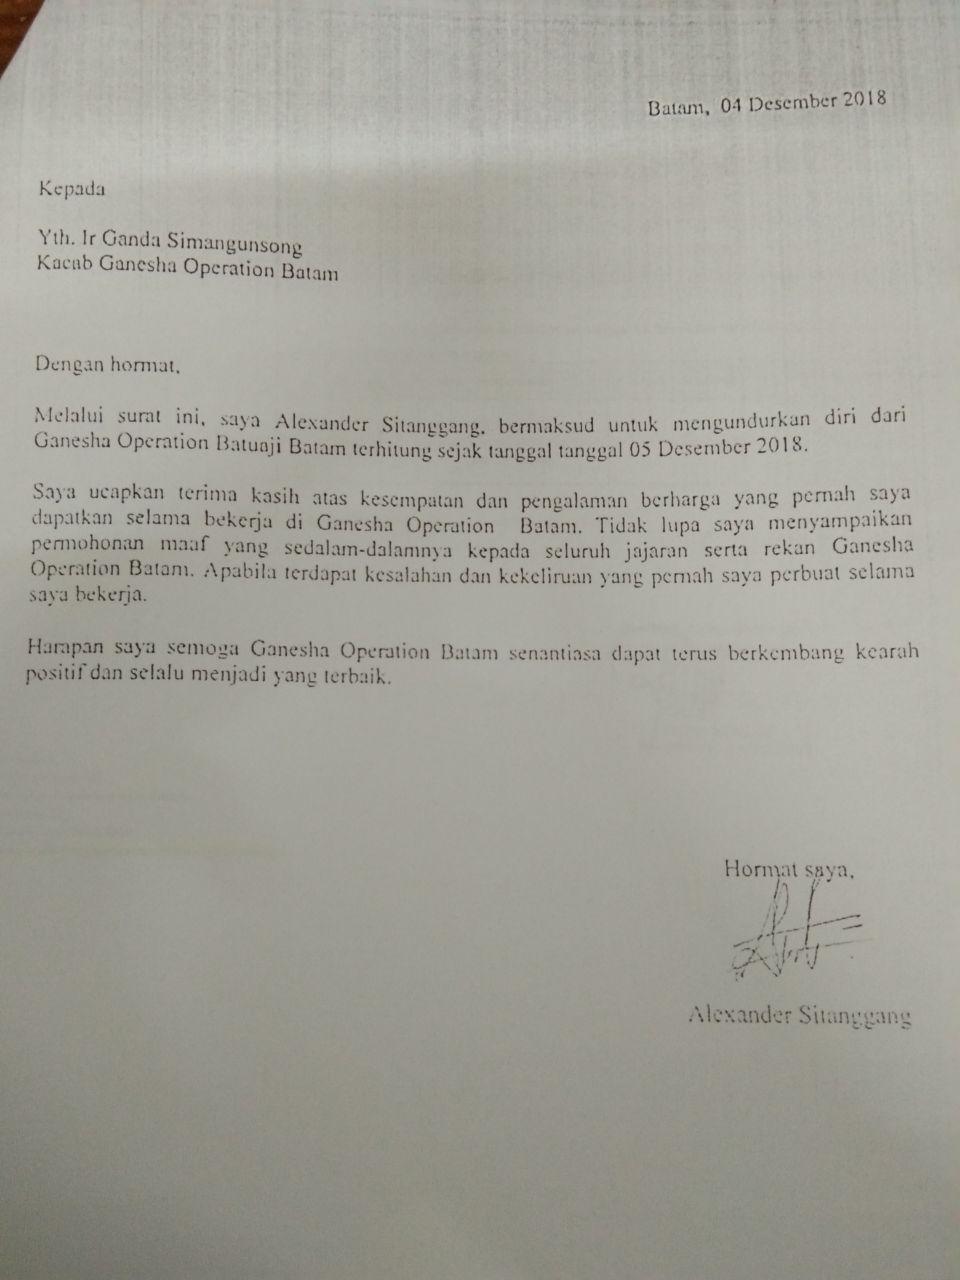 Batam, 04 Desember 2018
Kepada
Yth. Ir Ganda Simangunsong
Kacab Ganesha Operation Batam
Dengan hormat,
Melalui surat ini, saya Alexander Sitanggang, bermaksud untuk mengundurkan diri dari
Ganesha Operation Batuaji Batam terhitung sejak tanggal tanggal 05 Desember 2018.
Saya ucapkan terima kasih atas kesempatan dan pengalaman berharga yang pernah saya
dapatkan selama bekerja di Ganesha Operation Batam. Tidak lupa saya menyampaikan
permohonan maaf yang sedalam-dalamnya kepada seluruh jajaran serta rekan Ganesha
Operation Batam. Apabila terdapat kesalahan dan kekeliruan yang pernah saya perbuat selama
saya bekerja.
Harapan saya semoga Ganesha Operation Batam senantiasa dapat terus berkembang kearah
positif dan selalu menjadi yang terbaik.
Hormat saya,
Alexander Sitanggang